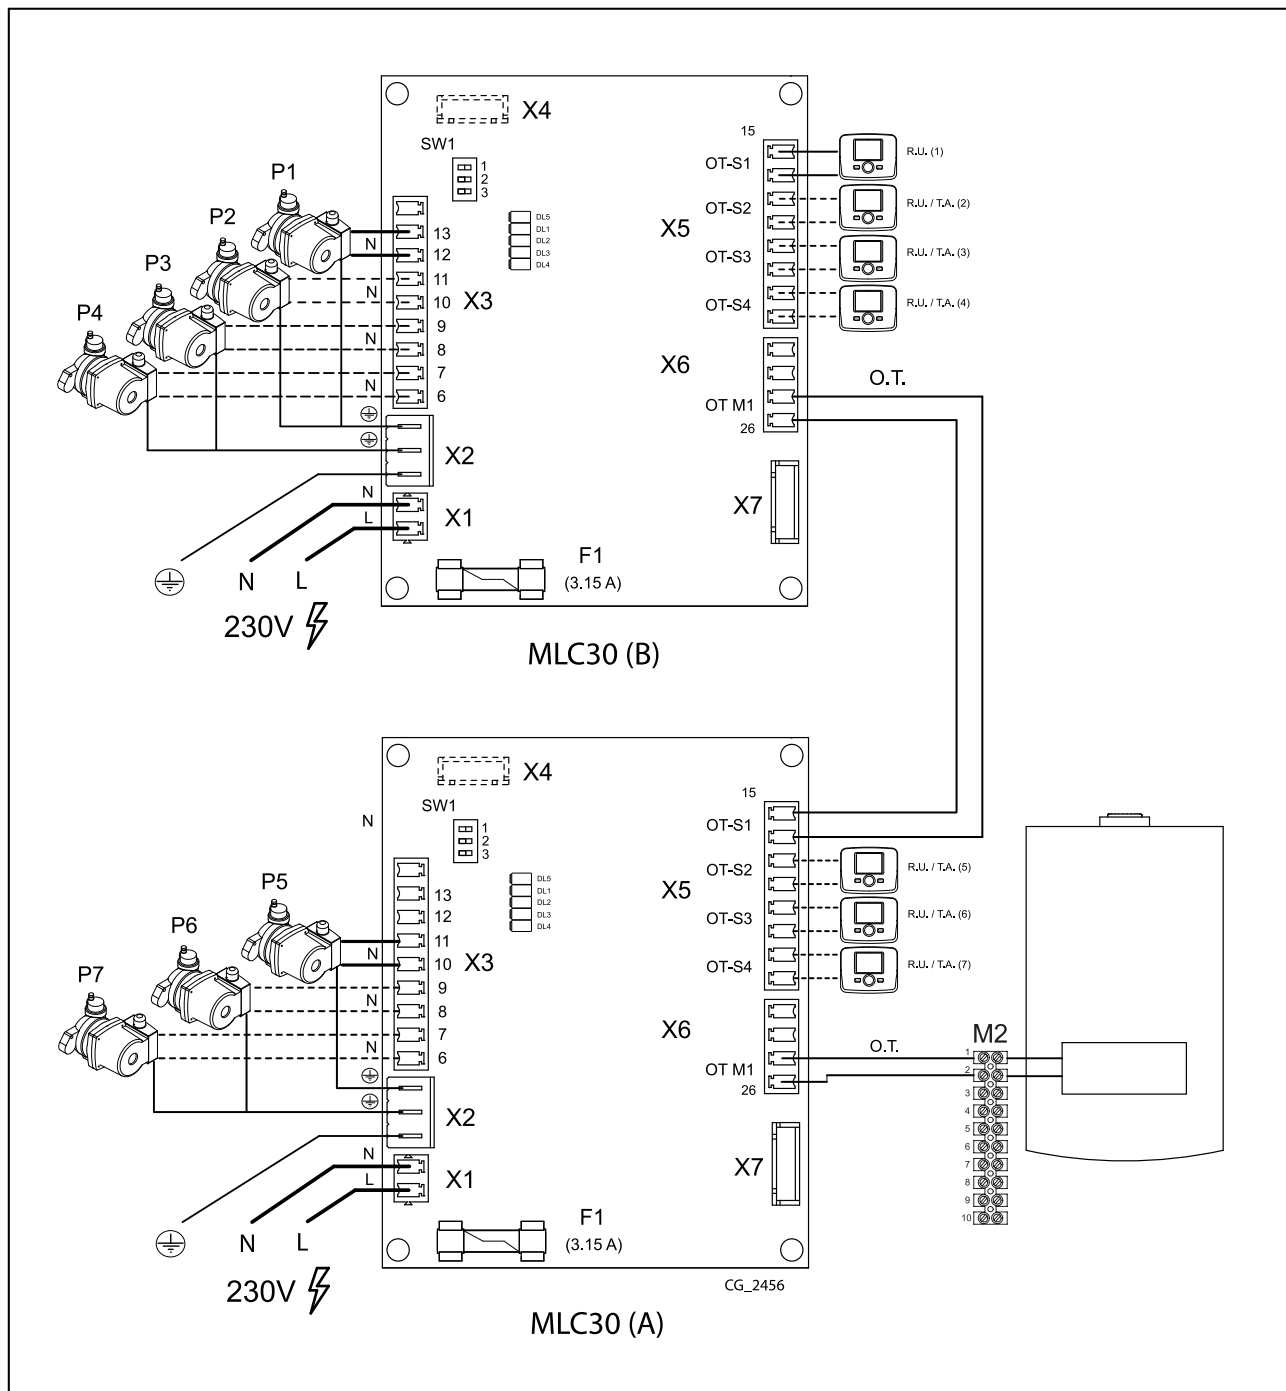 X4
SW1
1
2
3
DL5
DL1
DL2
DL3
DL4
15
OT-S1
OT-S2
X5
OT-S3
OT-S4
R.U. (1)
R.U. / T.A. (2)
R.U. / T.A. (3)
R.U. / T.A. (4)
P1
P2
P3
P4
N
13
12
11
N
10
X3
9
N
8
7
N
6
X6
OT M1
26
O.T.
X2
N
L
X1
X7
F1
(3.15 A)
N
L
230V
MLC30 (B)
X4
SW1
1
2
3
N
DL5
DL1
DL2
DL3
DL4
15
OT-S1
OT-S2
X5
OT-S3
OT-S4
R.U. / T.A. (5)
R.U. / T.A. (6)
R.U. / T.A. (7)
P5
P6
P7
13
12
11
N
10
X3
9
N
8
7
N
6
X6
OT M1
26
O.T.
M2
1
2
3
4
5
6
7
8
9
10
X2
N
L
X1
X7
F1
(3.15 A)
N
L
230V
CG_2456
MLC30 (A)